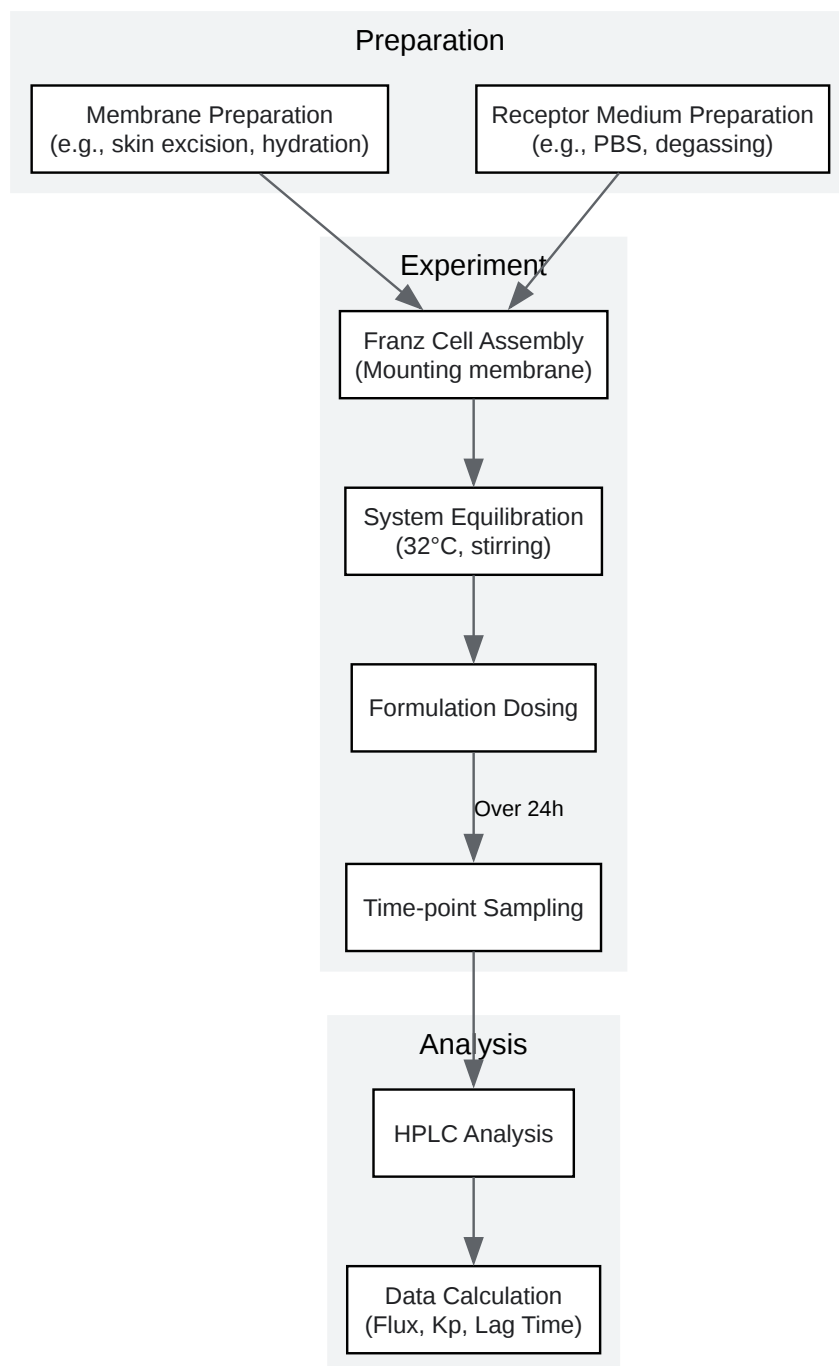 Preparation
Membrane Preparation
(e.g., skin excision, hydration)
Receptor Medium Preparation
(e.g., PBS, degassing)
Experiment
Franz Cell Assembly
(Mounting membrane)
System Equilibration
(32°C, stirring)
Formulation Dosing
Over 24h
Time-point Sampling
Analysis
HPLC Analysis
Data Calculation
(Flux, Kp, Lag Time)